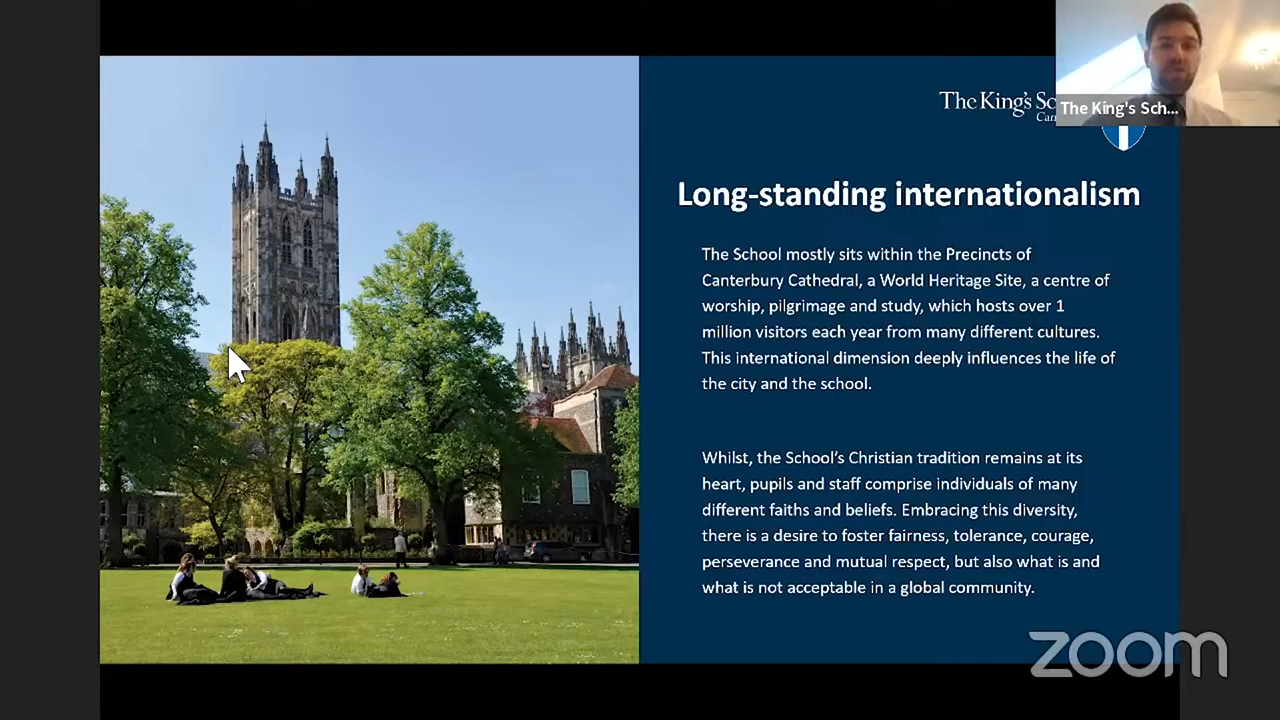 The King's Sc
Can
The King's Sch...
Long-standing internationalism
The School mostly sits within the Precincts of
Canterbury Cathedral, a World Heritage Site, a centre of
worship, pilgrimage and study, which hosts over 1
million visitors each year from many different cultures.
This international dimension deeply influences the life of
the city and the school.
Whilst, the School's Christian tradition remains at its
heart, pupils and staff comprise individuals of many
different faiths and beliefs. Embracing this diversity,
there is a desire to foster fairness, tolerance, courage,
perseverance and mutual respect, but also what is and
what is not acceptable in a global community.
zoom